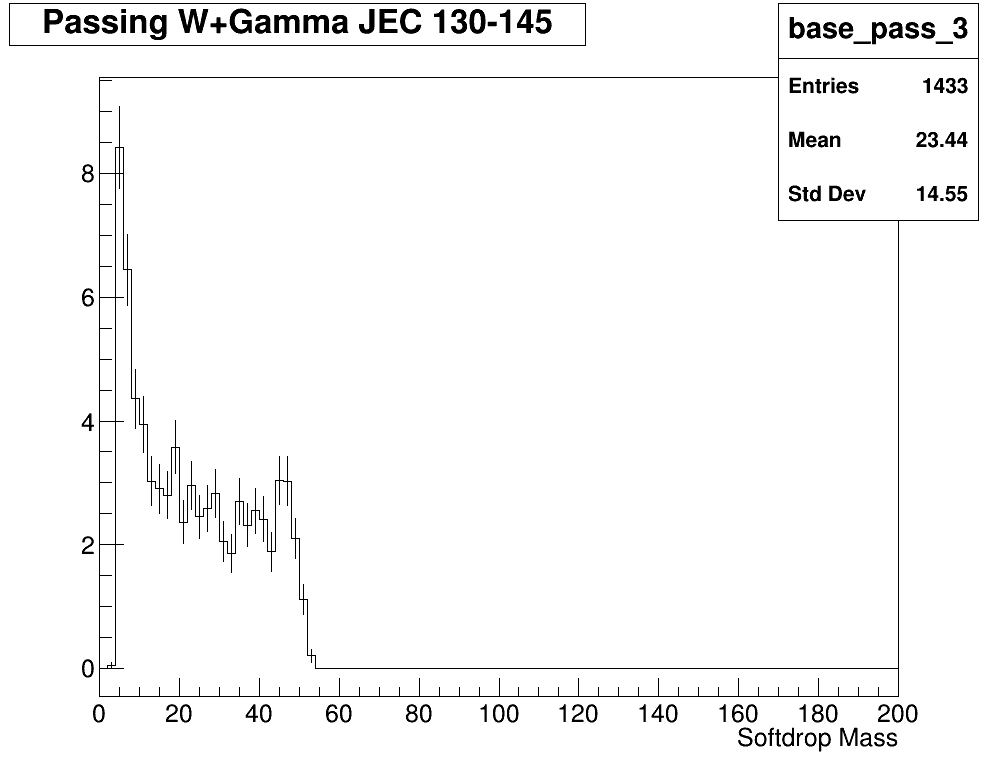 Passing W+Gamma JEC 130-145
base_pass_3
Entries 1433
Mean 23.44
Std Dev 14.55
8
6
4
2
0
0 20 40 60 80 100 120 140 160 180 200
Softdrop Mass